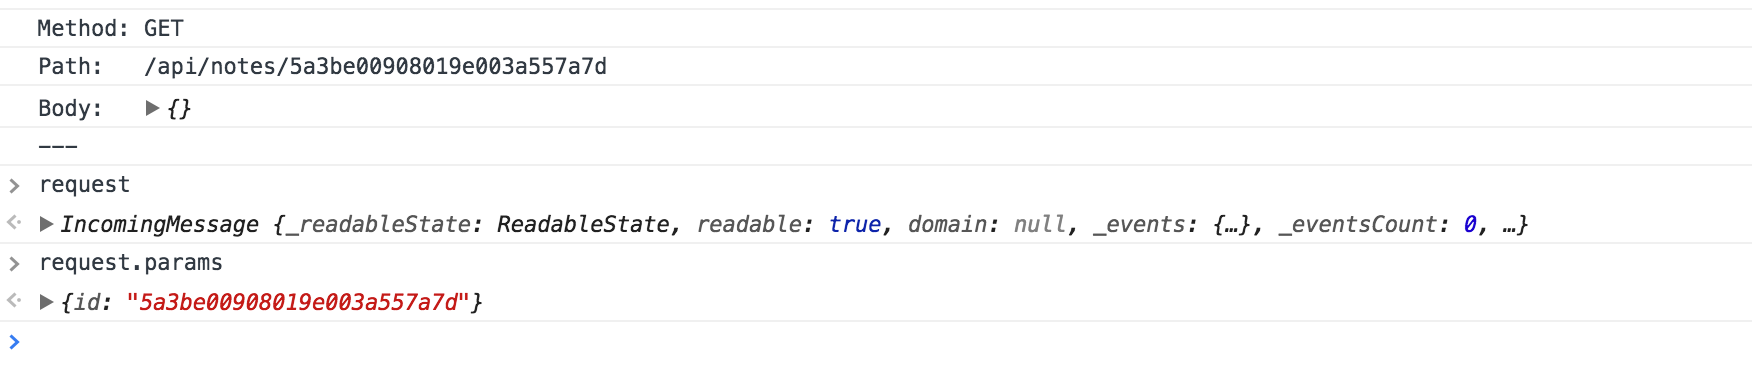 Method: GET
Path:   /api/notes/5a3be00908019e003a557a7d
Body:   ▶ {}
---
> request
<· ▶ IncomingMessage {_readableState: ReadableState, readable: true, domain: null, _events: {…}, _eventsCount: 0, …}
> request.params
<· ▶ {id: "5a3be00908019e003a557a7d"}
>